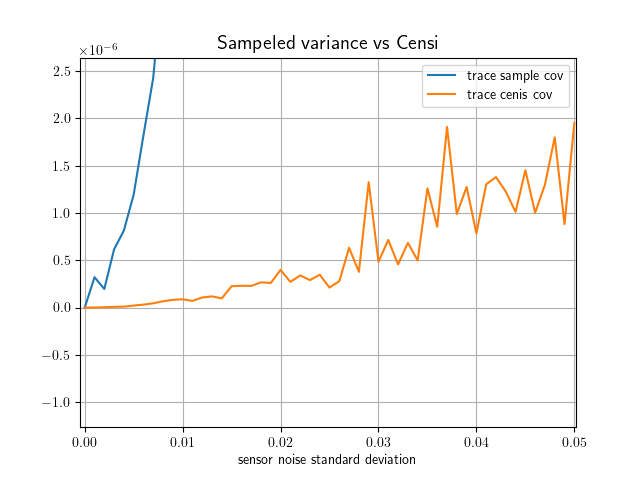 Sampeled variance vs Censi
×10⁻⁶
trace sample cov
trace cenis cov
2.5
2.0
1.5
1.0
0.5
0.0
−0.5
−1.0
0.00 0.01 0.02 0.03 0.04 0.05
sensor noise standard deviation